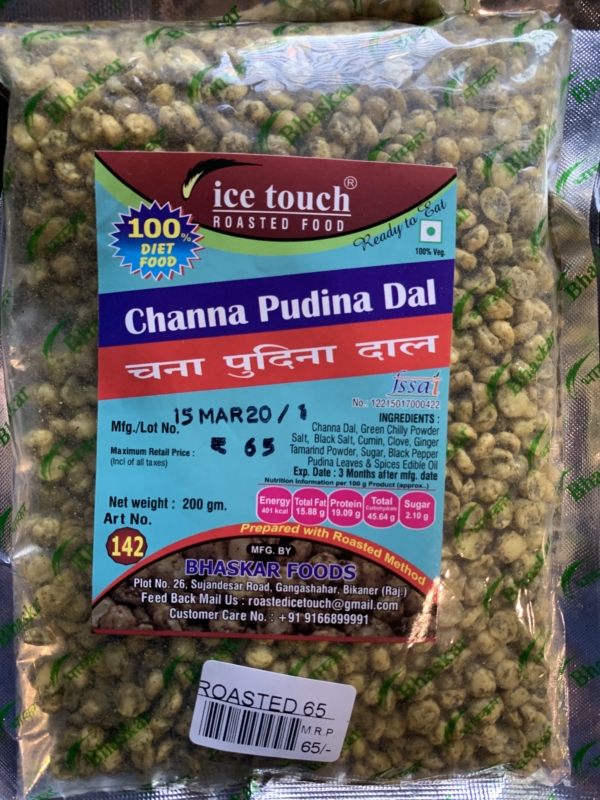 ice touch®
ROASTED FOOD
Ready to Eat
100% Veg.
100%
DIET
FOOD
Channa Pudina Dal
चना पुदिना दाल
fssai
No.: 12215017000422
Mfg./Lot No. 15 MAR20 / 1
Maximum Retail Price : ₹ 65
(Incl of all taxes)
INGREDIENTS :
Channa Dal, Green Chilly Powder
Salt, Black Salt, Cumin, Clove, Ginger
Tamarind Powder, Sugar, Black Pepper
Pudina Leaves & Spices Edible Oil
Exp. Date : 3 Months after mfg. date
Nutrition Information per 100 g Product (approx..)
Energy
401 kcal
Total Fat
15.88 g
Protein
19.09 g
Total
Carbohydrate
45.64 g
Sugar
2.10 g
Net weight : 200 gm.
Art No.
142
Prepared with Roasted Method
MFG. BY
BHASKAR FOODS
Plot No. 26, Sujandesar Road, Gangashahar, Bikaner (Raj.)
Feed Back Mail Us : roastedicetouch@gmail.com
Customer Care No. : +91 9166899991
ROASTED 65
M.R.P
65/-
Bhaskar
Bhaskar
Bhaskar
Bhaskar
Bhaskar